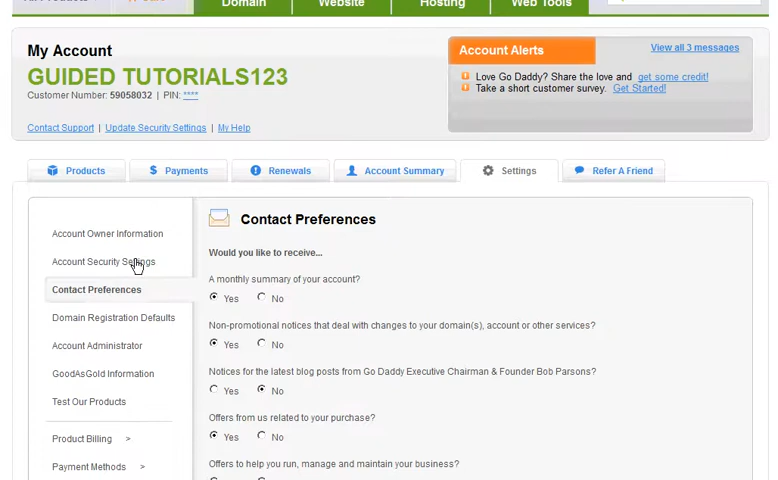 Domain Website Hosting Web Tools
My Account
GUIDED TUTORIALS123
Customer Number: 59058032 | PIN: ****
Contact Support | Update Security Settings | My Help
Account Alerts
View all 3 messages
Love Go Daddy? Share the love and get some credit!
Take a short customer survey. Get Started!
Products Payments Renewals Account Summary Settings Refer A Friend
Account Owner Information
Account Security Settings
Contact Preferences
Domain Registration Defaults
Account Administrator
GoodAsGold Information
Test Our Products
Product Billing >
Payment Methods >
Contact Preferences
Would you like to receive...
A monthly summary of your account?
Yes No
Non-promotional notices that deal with changes to your domain(s), account or other services?
Yes No
Notices for the latest blog posts from Go Daddy Executive Chairman & Founder Bob Parsons?
Yes No
Offers from us related to your purchase?
Yes No
Offers to help you run, manage and maintain your business?